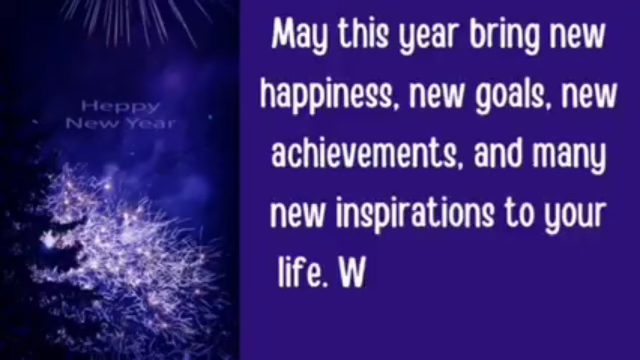 Heppy
New Year
May this year bring new
happiness, new goals, new
achievements, and many
new inspirations to your
life. W